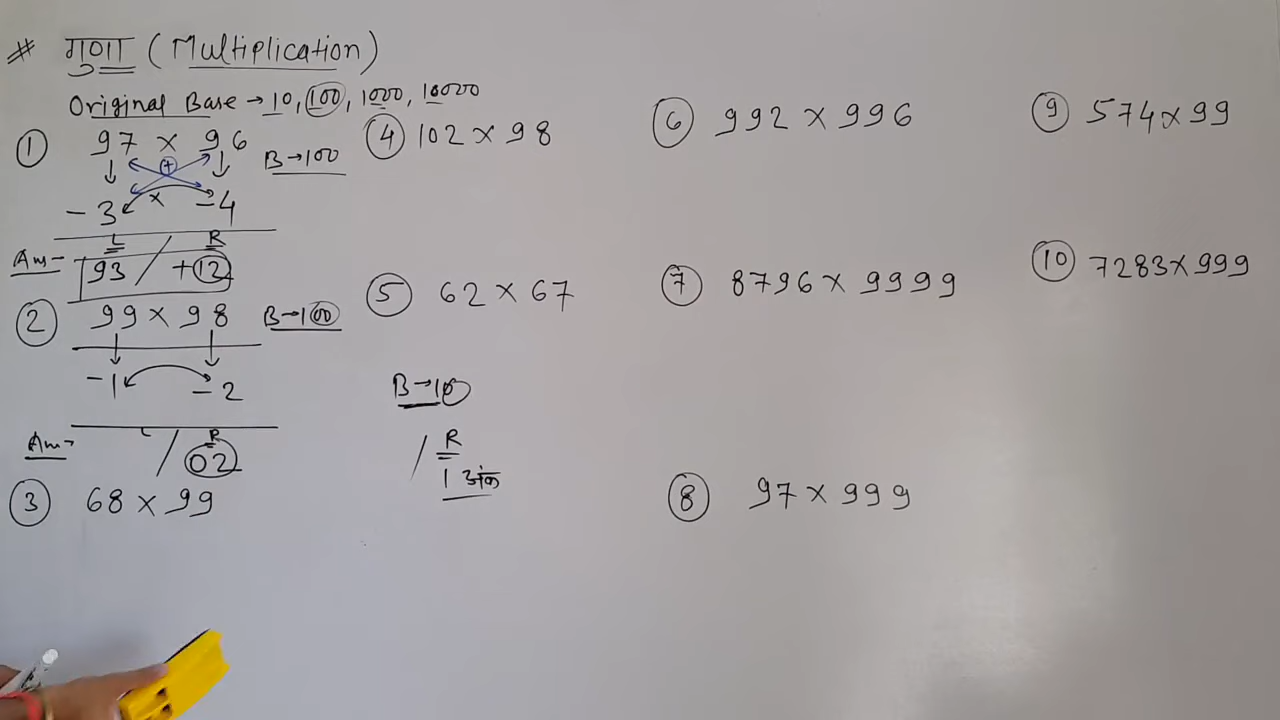 # गुणा (Multiplication)
Original Base → 10, 100, 1000, 10000
① 97 × 96 B→100
+
-3 × -4
L R
Ans- 93 / +12
② 99 × 98 B→100
-1 -2
L R
Ans- / 02
③ 68 × 99
④ 102 × 98
⑤ 62 × 67
B→10
/ R
1 अंक
⑥ 992 × 996
⑦ 8796 × 9999
⑧ 97 × 999
⑨ 574 × 99
⑩ 7283 × 999